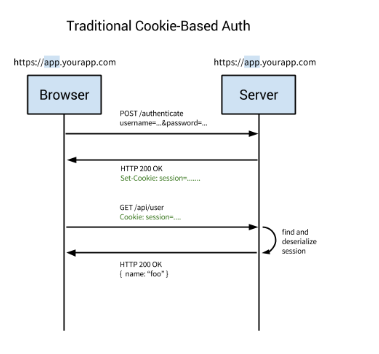 Traditional Cookie-Based Auth
https://app.yourapp.com
https://app.yourapp.com
Browser
Server
POST /authenticate
username=...&password=...
HTTP 200 OK
Set-Cookie: session=.......
GET /api/user
Cookie: session=....
find and
deserialize
session
HTTP 200 OK
{ name: "foo" }